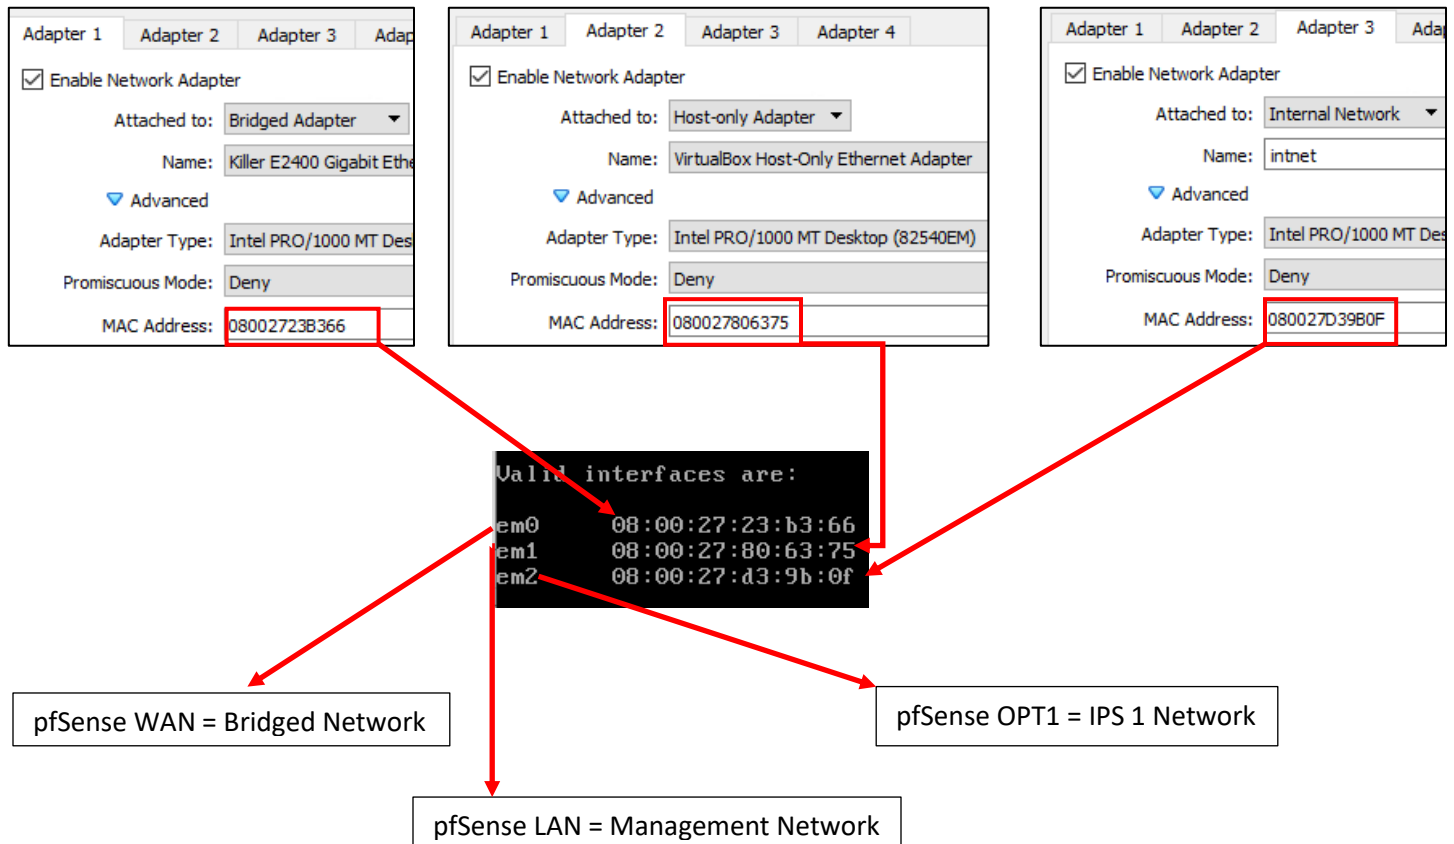 Adapter 1 Adapter 2 Adapter 3 Adap
Enable Network Adapter
Attached to: Bridged Adapter
Name: Killer E2400 Gigabit Ethe
Advanced
Adapter Type: Intel PRO/1000 MT Des
Promiscuous Mode: Deny
MAC Address: 08002723B366
Adapter 1 Adapter 2 Adapter 3 Adapter 4
Enable Network Adapter
Attached to: Host-only Adapter
Name: VirtualBox Host-Only Ethernet Adapter
Advanced
Adapter Type: Intel PRO/1000 MT Desktop (82540EM)
Promiscuous Mode: Deny
MAC Address: 080027806375
Adapter 1 Adapter 2 Adapter 3 Ada
Enable Network Adapter
Attached to: Internal Network
Name: intnet
Advanced
Adapter Type: Intel PRO/1000 MT Des
Promiscuous Mode: Deny
MAC Address: 080027D39B0F
Valid interfaces are:
em0 08:00:27:23:b3:66
em1 08:00:27:80:63:75
em2 08:00:27:d3:9b:0f
pfSense WAN = Bridged Network
pfSense OPT1 = IPS 1 Network
pfSense LAN = Management Network